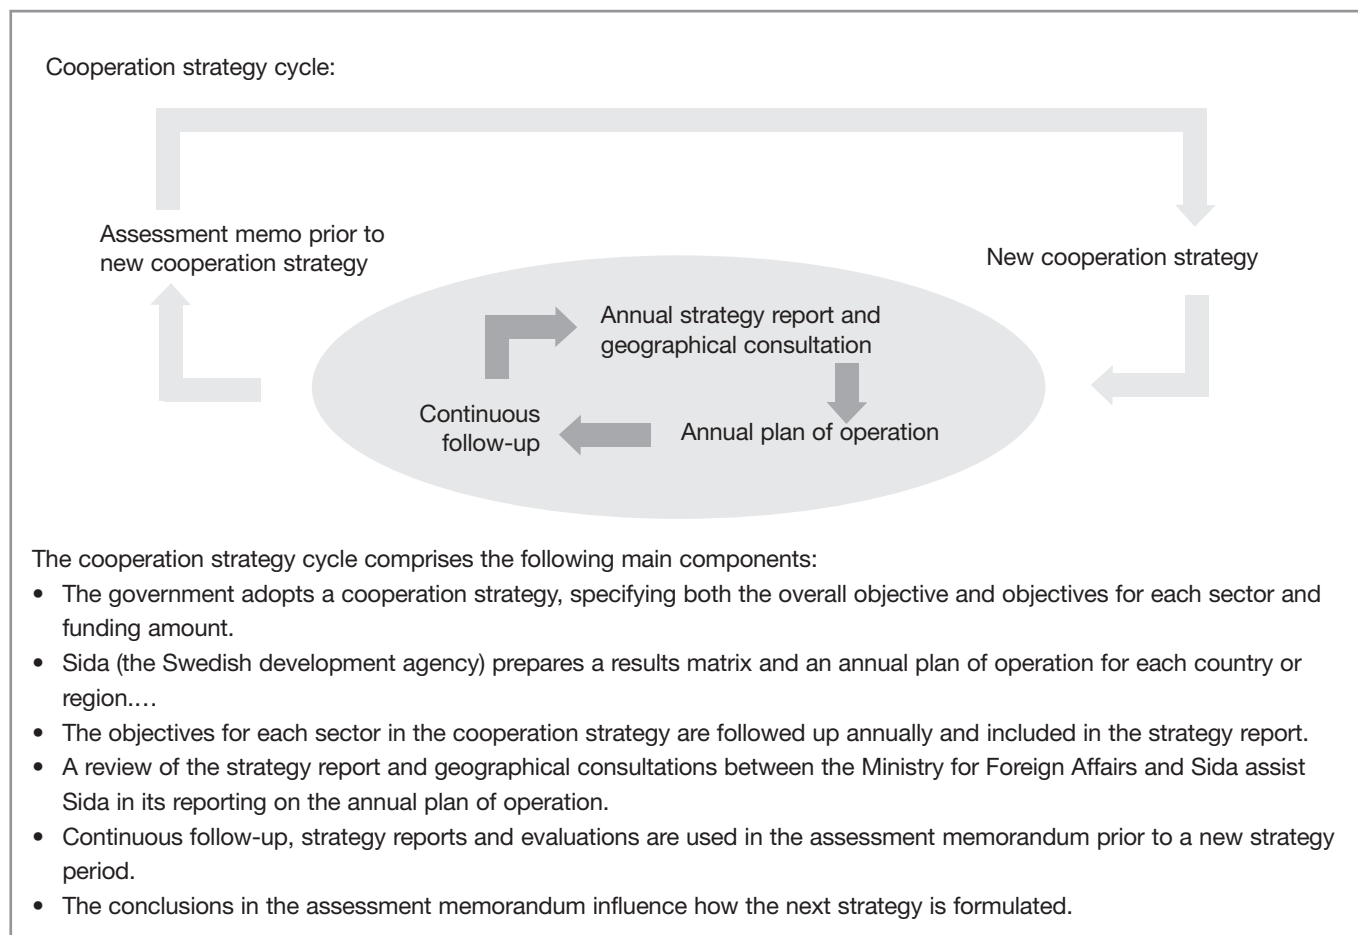 Cooperation strategy cycle:
Assessment memo prior to
new cooperation strategy
New cooperation strategy
Annual strategy report and
geographical consultation
Continuous
follow-up
Annual plan of operation
The cooperation strategy cycle comprises the following main components:
• The government adopts a cooperation strategy, specifying both the overall objective and objectives for each sector and
funding amount.
• Sida (the Swedish development agency) prepares a results matrix and an annual plan of operation for each country or
region.…
• The objectives for each sector in the cooperation strategy are followed up annually and included in the strategy report.
• A review of the strategy report and geographical consultations between the Ministry for Foreign Affairs and Sida assist
Sida in its reporting on the annual plan of operation.
• Continuous follow-up, strategy reports and evaluations are used in the assessment memorandum prior to a new strategy
period.
• The conclusions in the assessment memorandum influence how the next strategy is formulated.